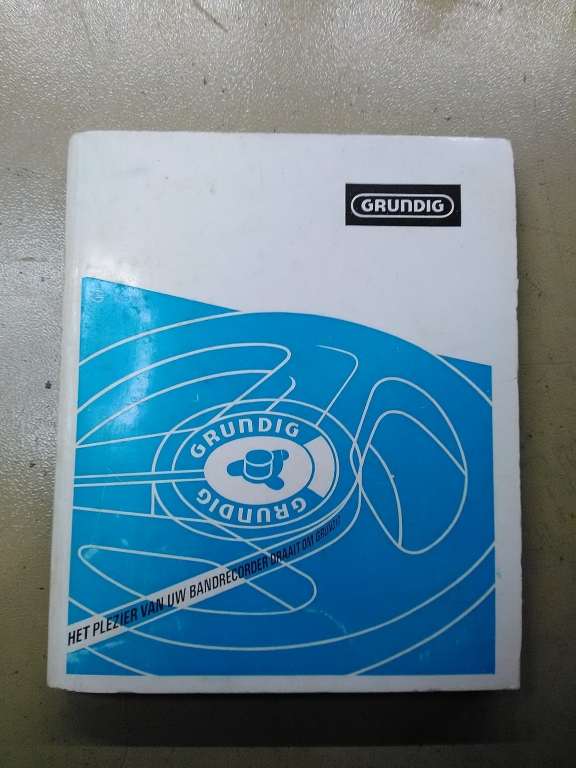 GRUNDIG
GRUNDIG
GRUNDIG
HET PLEZIER VAN UW BANDRECORDER DRAAIT OM GRUNDIG